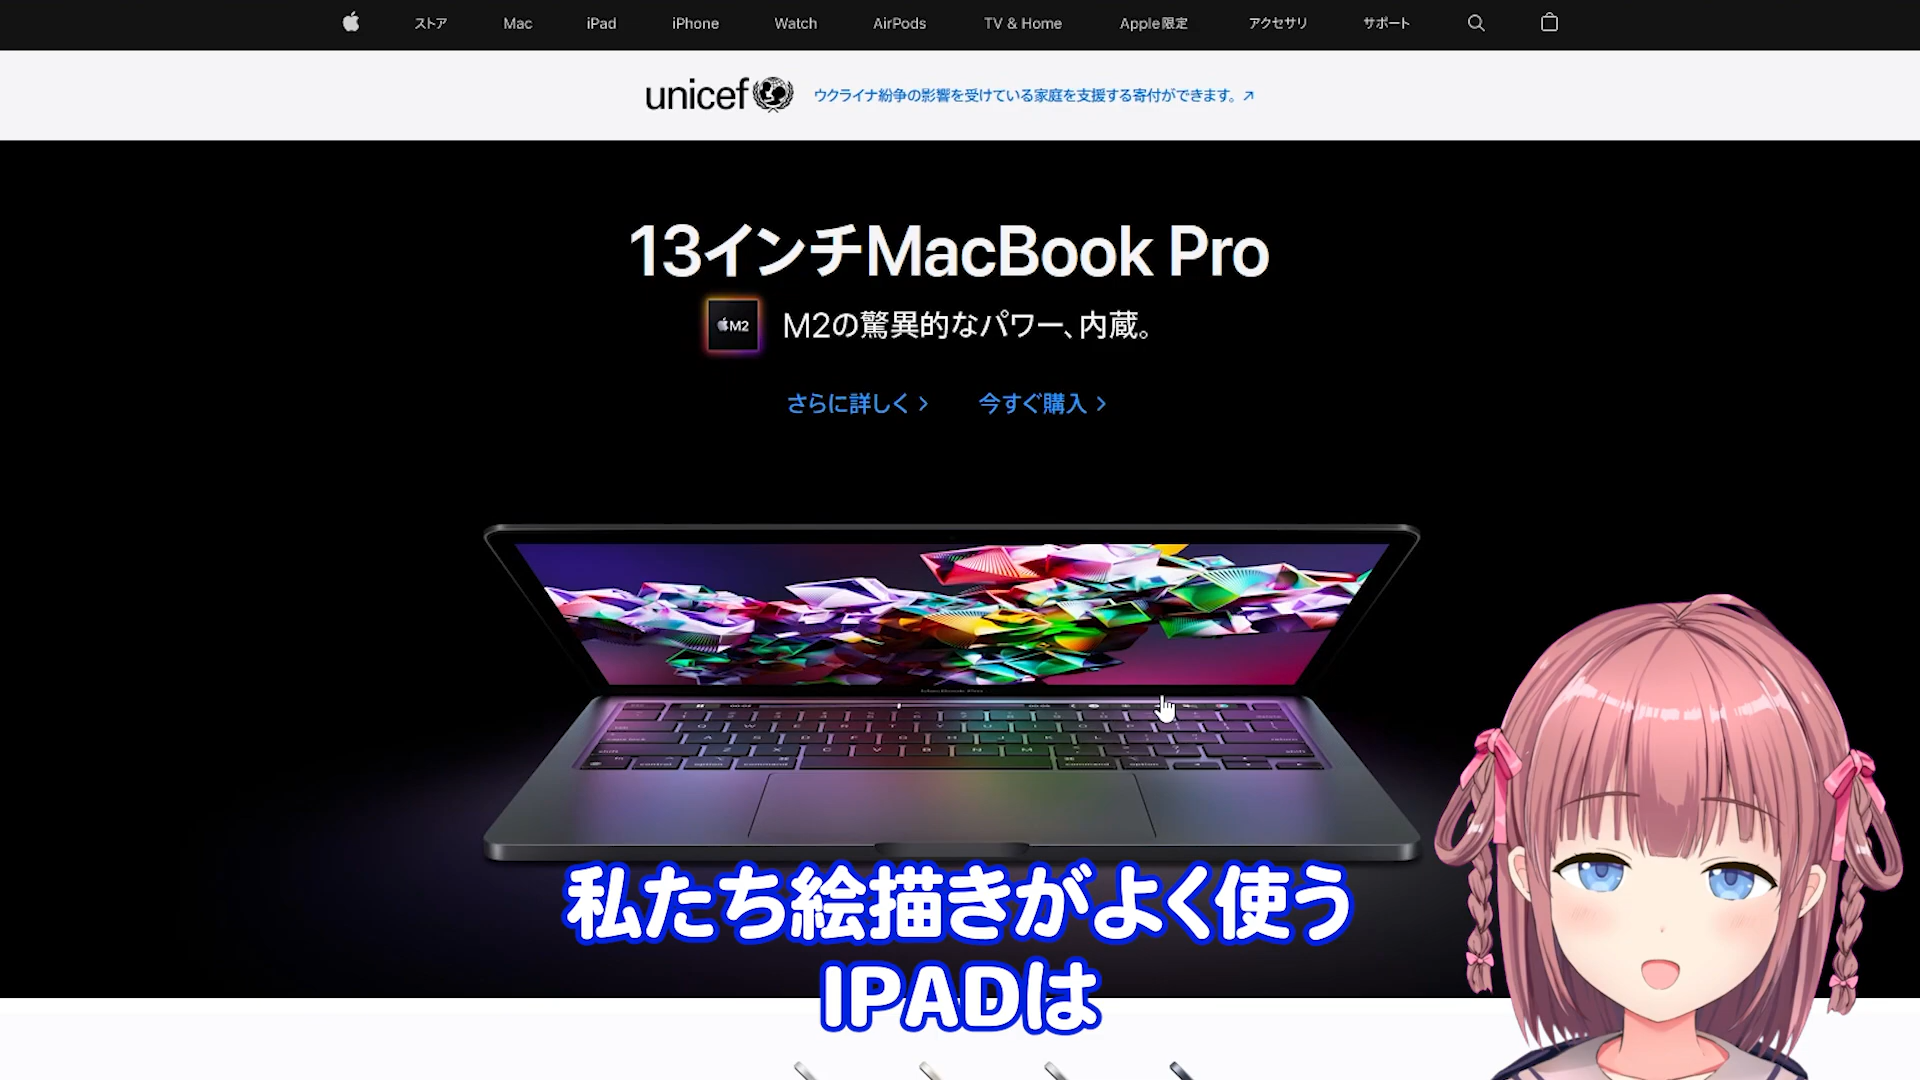 ストア Mac iPad iPhone Watch AirPods TV & Home Apple限定 アクセサリ サポート
unicef ウクライナ紛争の影響を受けている家庭を支援する寄付ができます。
13インチMacBook Pro
M2 M2の驚異的なパワー、内蔵。
さらに詳しく 今すぐ購入
MacBook Pro
私たち絵描きがよく使う
IPADは